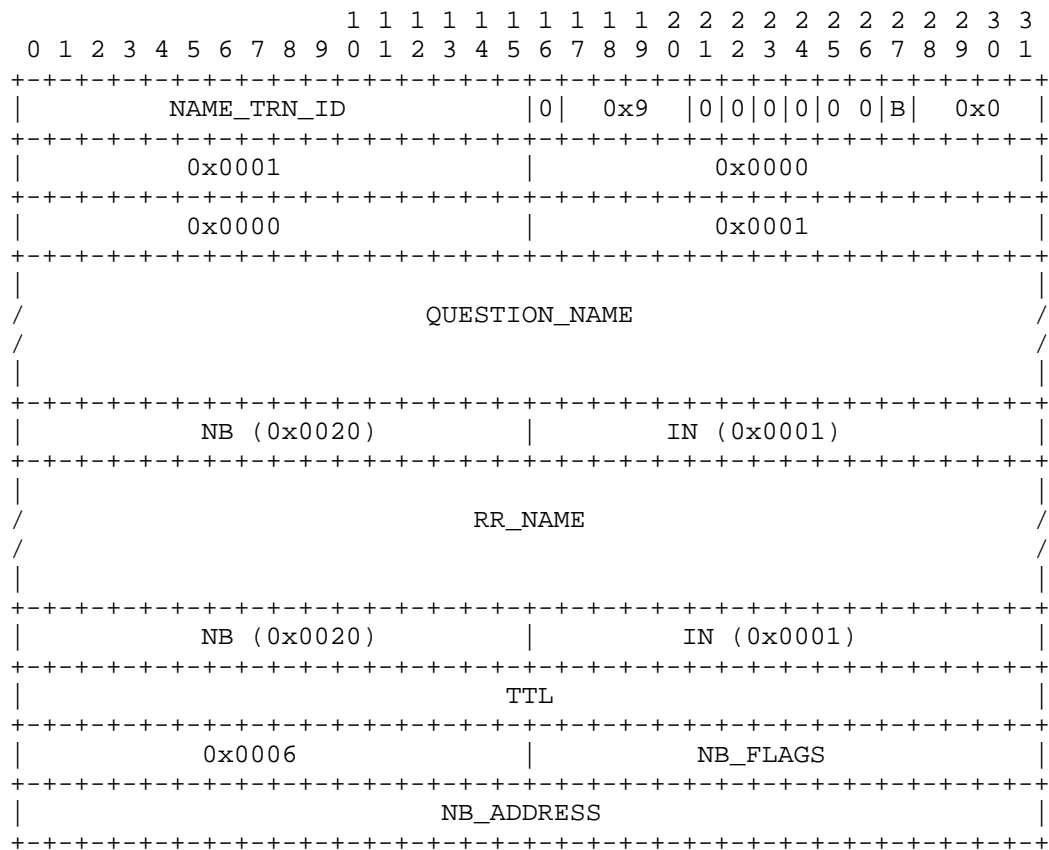 1 1 1 1 1 1 1 1 1 1 2 2 2 2 2 2 2 2 2 2 3 3
 0 1 2 3 4 5 6 7 8 9 0 1 2 3 4 5 6 7 8 9 0 1 2 3 4 5 6 7 8 9 0 1
+-+-+-+-+-+-+-+-+-+-+-+-+-+-+-+-+-+-+-+-+-+-+-+-+-+-+-+-+-+-+-+-+
|         NAME_TRN_ID           |0|  0x9  |0|0|0|0|0 0|B|  0x0  |
+-+-+-+-+-+-+-+-+-+-+-+-+-+-+-+-+-+-+-+-+-+-+-+-+-+-+-+-+-+-+-+-+
|          0x0001               |           0x0000              |
+-+-+-+-+-+-+-+-+-+-+-+-+-+-+-+-+-+-+-+-+-+-+-+-+-+-+-+-+-+-+-+-+
|          0x0000               |           0x0001              |
+-+-+-+-+-+-+-+-+-+-+-+-+-+-+-+-+-+-+-+-+-+-+-+-+-+-+-+-+-+-+-+-+
|                                                               |
/                         QUESTION_NAME                         /
/                                                               /
|                                                               |
+-+-+-+-+-+-+-+-+-+-+-+-+-+-+-+-+-+-+-+-+-+-+-+-+-+-+-+-+-+-+-+-+
|           NB (0x0020)         |        IN (0x0001)            |
+-+-+-+-+-+-+-+-+-+-+-+-+-+-+-+-+-+-+-+-+-+-+-+-+-+-+-+-+-+-+-+-+
|                                                               |
/                            RR_NAME                            /
/                                                               /
|                                                               |
+-+-+-+-+-+-+-+-+-+-+-+-+-+-+-+-+-+-+-+-+-+-+-+-+-+-+-+-+-+-+-+-+
|           NB (0x0020)         |         IN (0x0001)           |
+-+-+-+-+-+-+-+-+-+-+-+-+-+-+-+-+-+-+-+-+-+-+-+-+-+-+-+-+-+-+-+-+
|                              TTL                              |
+-+-+-+-+-+-+-+-+-+-+-+-+-+-+-+-+-+-+-+-+-+-+-+-+-+-+-+-+-+-+-+-+
|           0x0006              |          NB_FLAGS             |
+-+-+-+-+-+-+-+-+-+-+-+-+-+-+-+-+-+-+-+-+-+-+-+-+-+-+-+-+-+-+-+-+
|                          NB_ADDRESS                           |
+-+-+-+-+-+-+-+-+-+-+-+-+-+-+-+-+-+-+-+-+-+-+-+-+-+-+-+-+-+-+-+-+